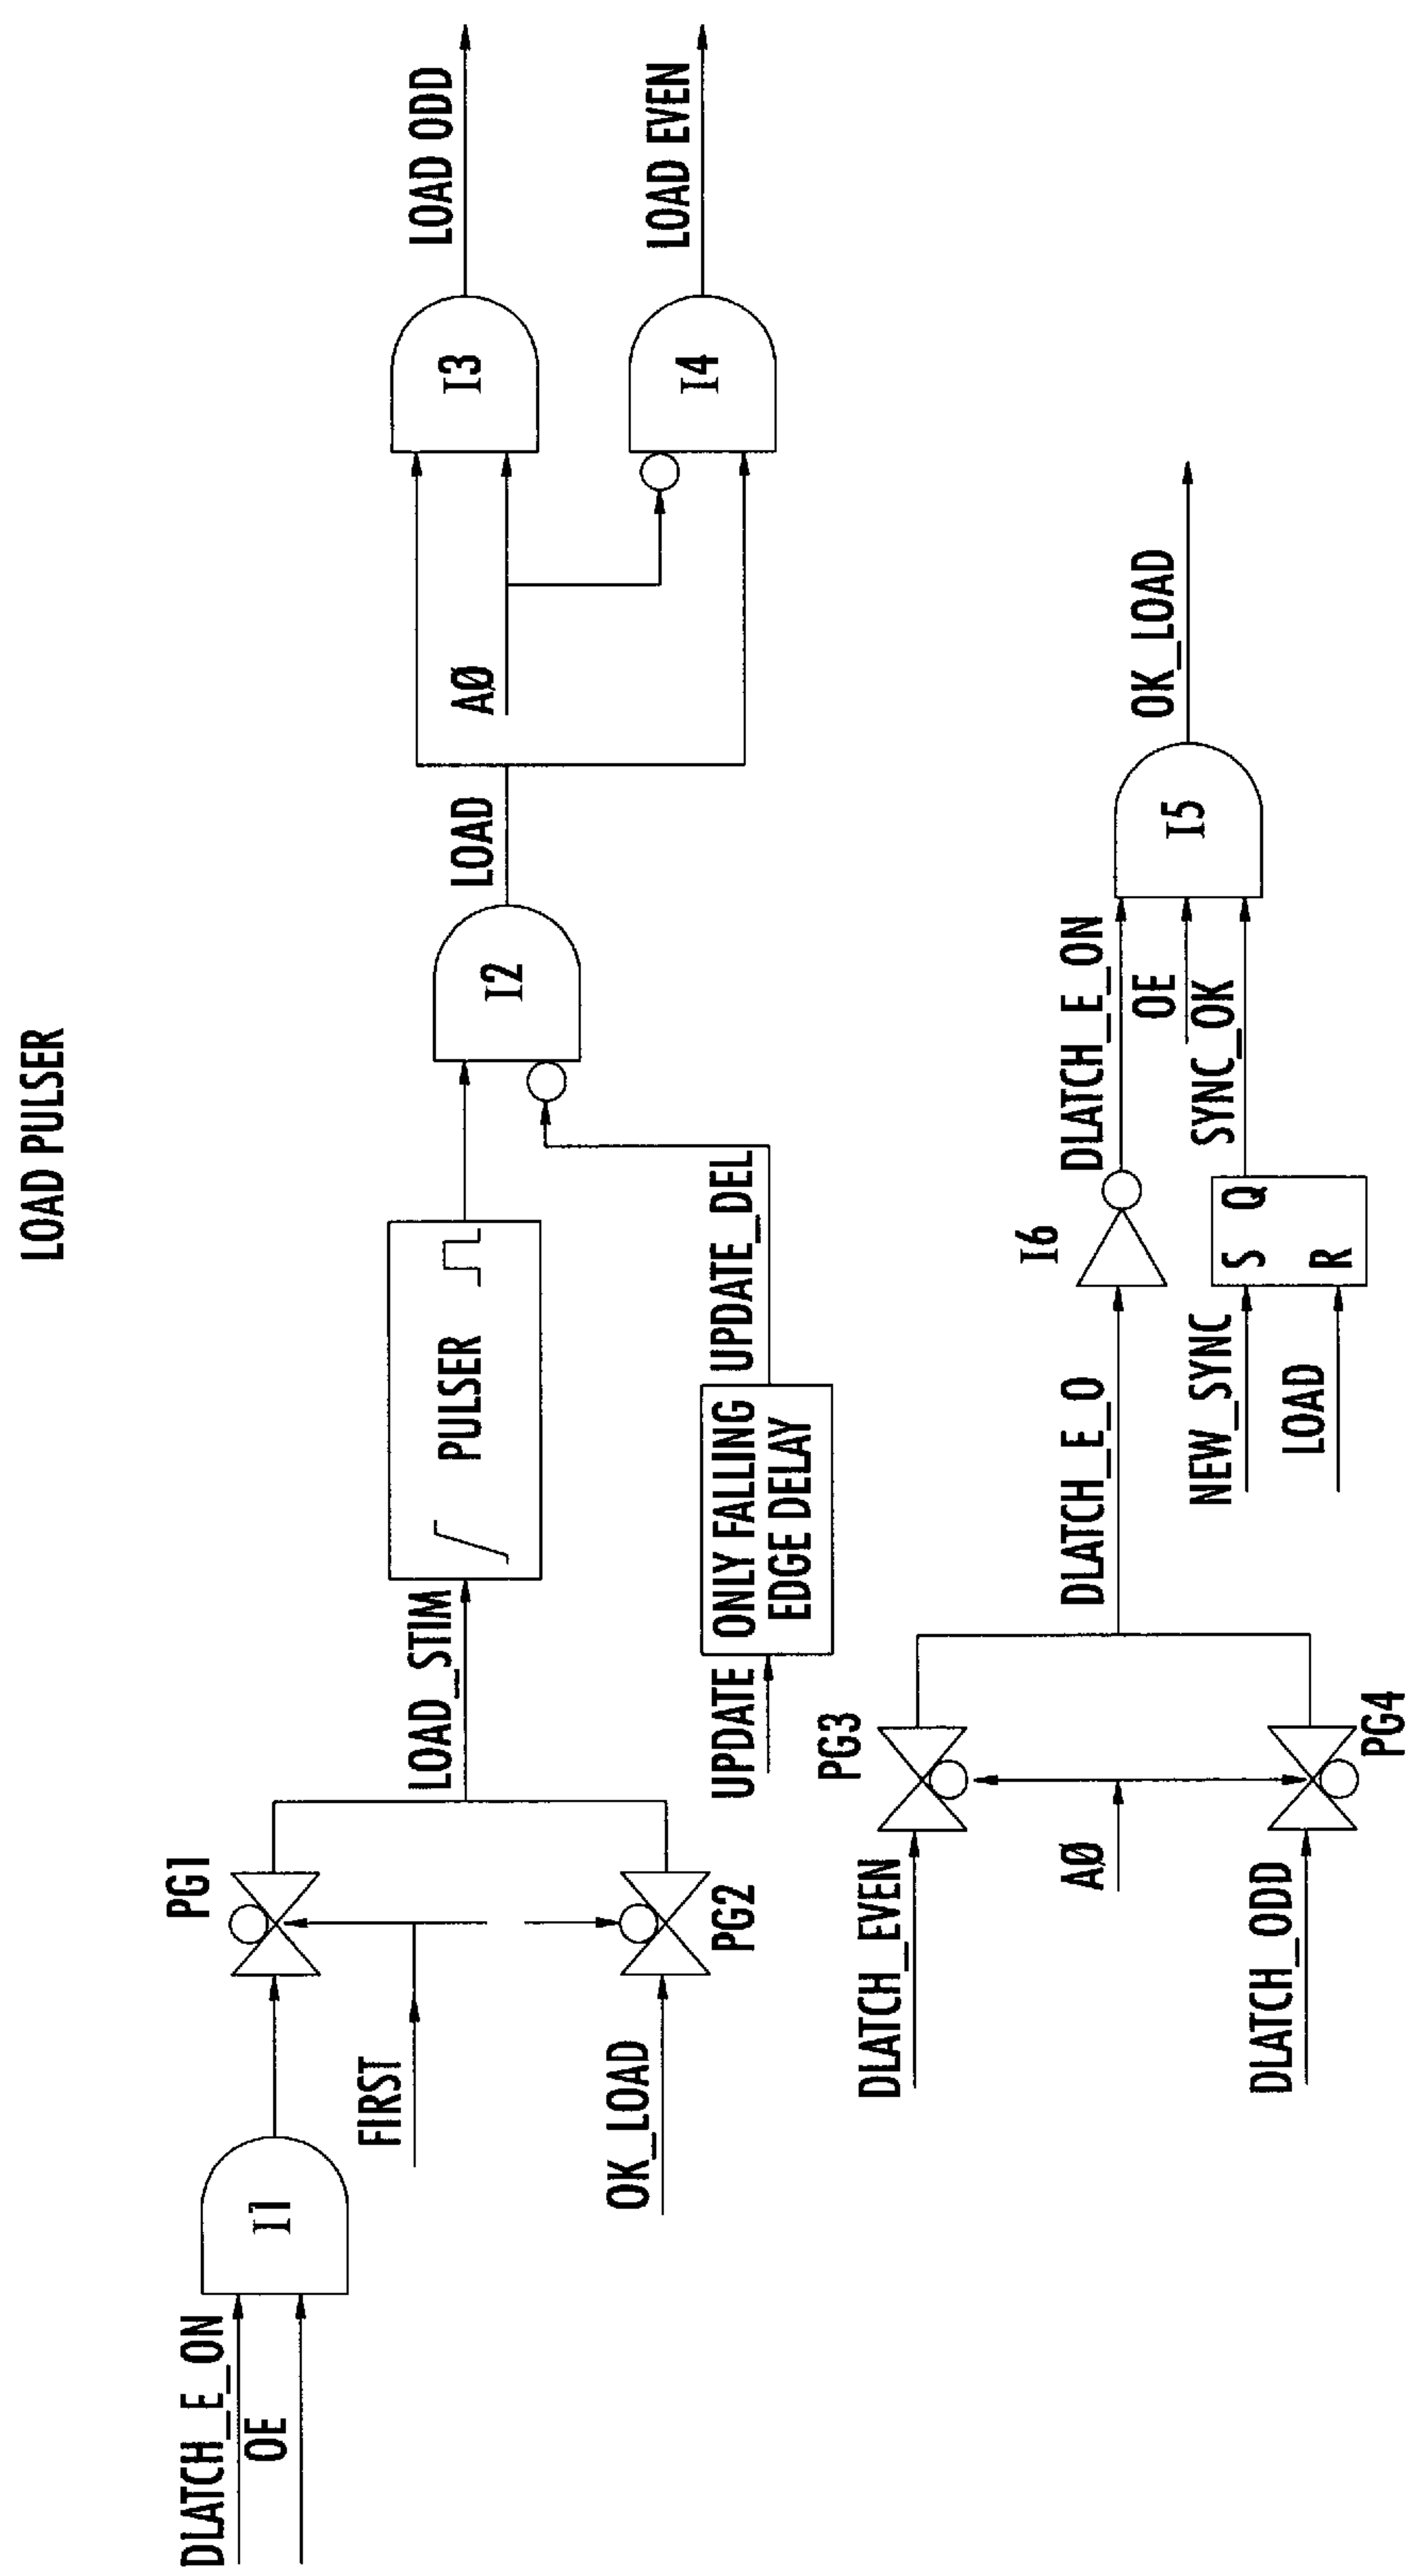 LOAD PULSER
DLATCH_E_ON
OE
I1
FIRST
OK_LOAD
PG1
PG2
LOAD_STIM
PULSER
UPDATE
ONLY FALLING
EDGE DELAY
UPDATE_DEL
I2
LOAD
AØ
I3
I4
LOAD ODD
LOAD EVEN
DLATCH_EVEN
DLATCH_ODD
AØ
PG3
PG4
DLATCH_E_O
I6
NEW_SYNC
LOAD
S Q
R
DLATCH_E_ON
OE
SYNC_OK
I5
OK_LOAD